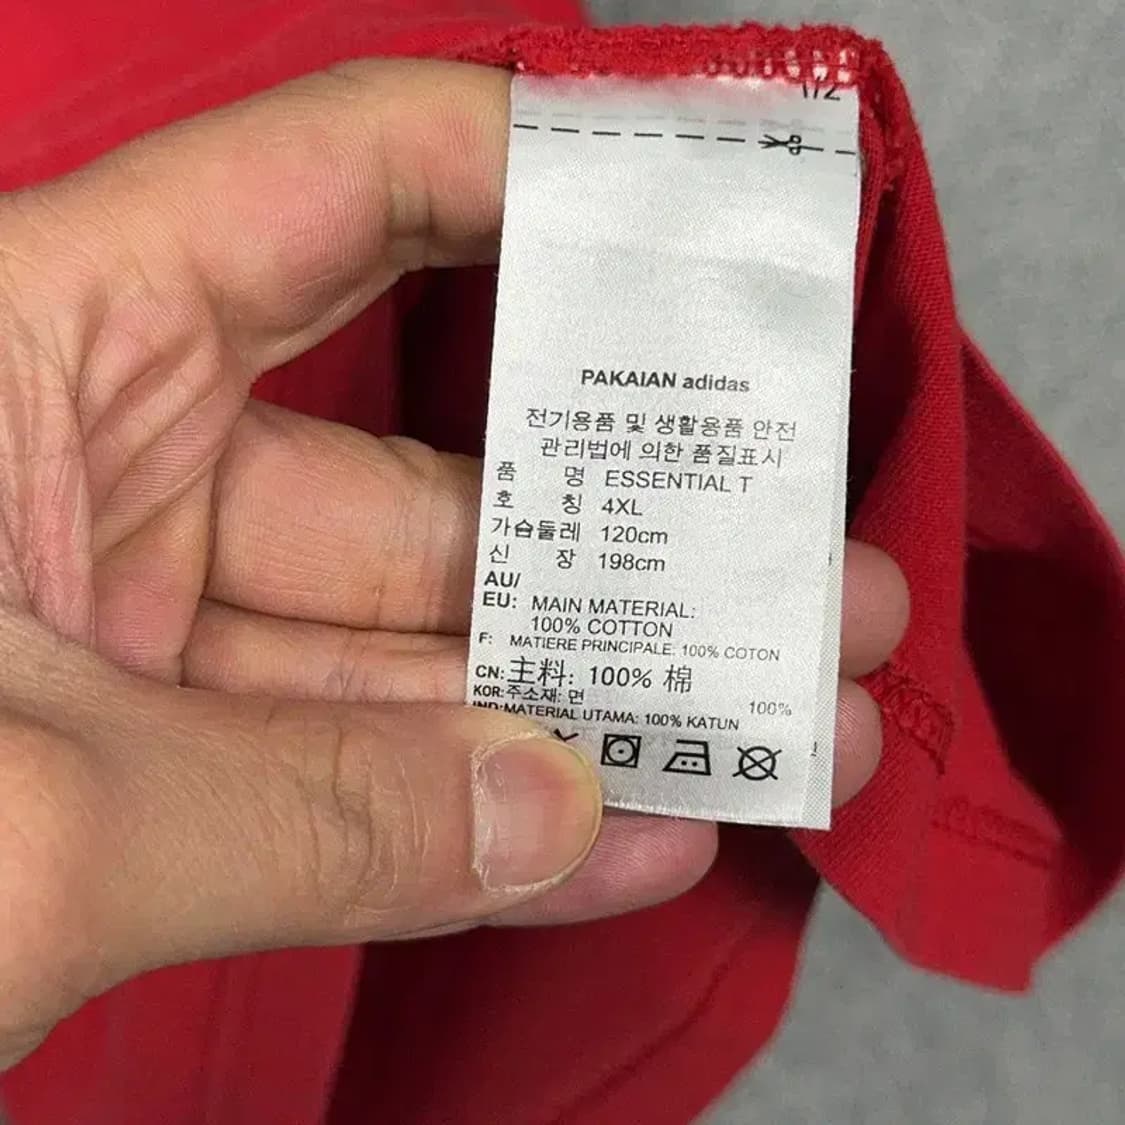 1/2
PAKAIAN adidas
전기용품 및 생활용품 안전
관리법에 의한 품질표시
품 명 ESSENTIAL T
호 칭 4XL
가슴둘레 120cm
신 장 198cm
AU/
EU: MAIN MATERIAL:
100% COTTON
F: MATIERE PRINCIPALE: 100% COTON
CN: 主料: 100% 棉
KOR: 주소재: 면 100%
IND: MATERIAL UTAMA: 100% KATUN